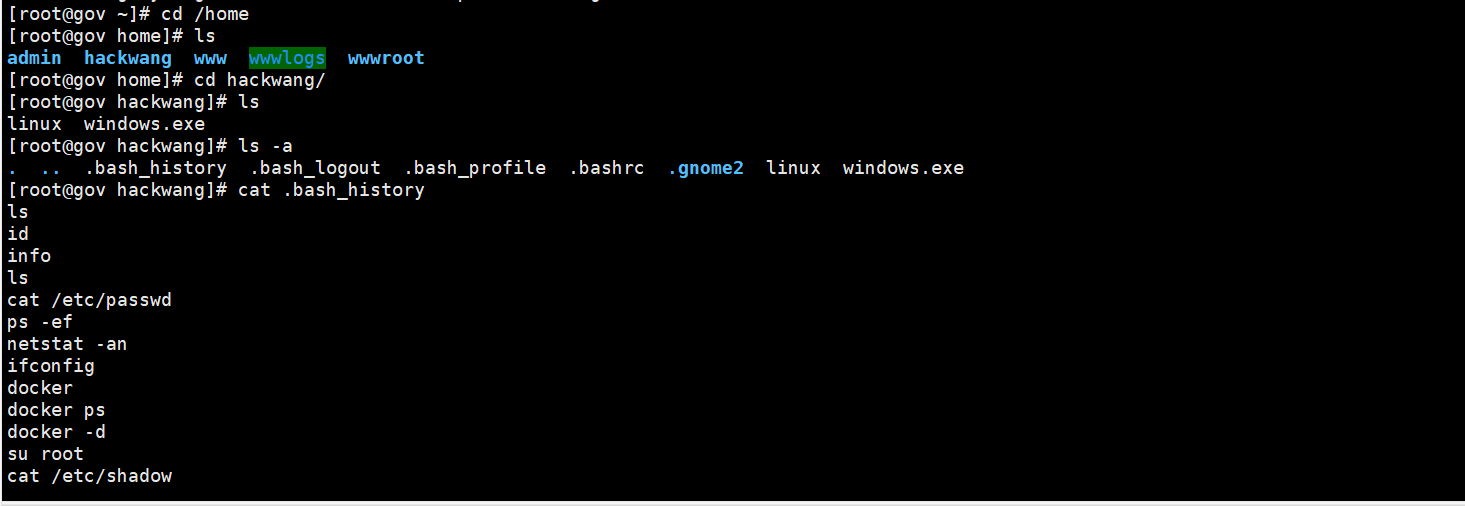 [root@gov ~]# cd /home
[root@gov home]# ls
admin  hackwang  www  wwwlogs  wwwroot
[root@gov home]# cd hackwang/
[root@gov hackwang]# ls
linux  windows.exe
[root@gov hackwang]# ls -a
.  ..  .bash_history  .bash_logout  .bash_profile  .bashrc  .gnome2  linux  windows.exe
[root@gov hackwang]# cat .bash_history
ls
id
info
ls
cat /etc/passwd
ps -ef
netstat -an
ifconfig
docker
docker ps
docker -d
su root
cat /etc/shadow